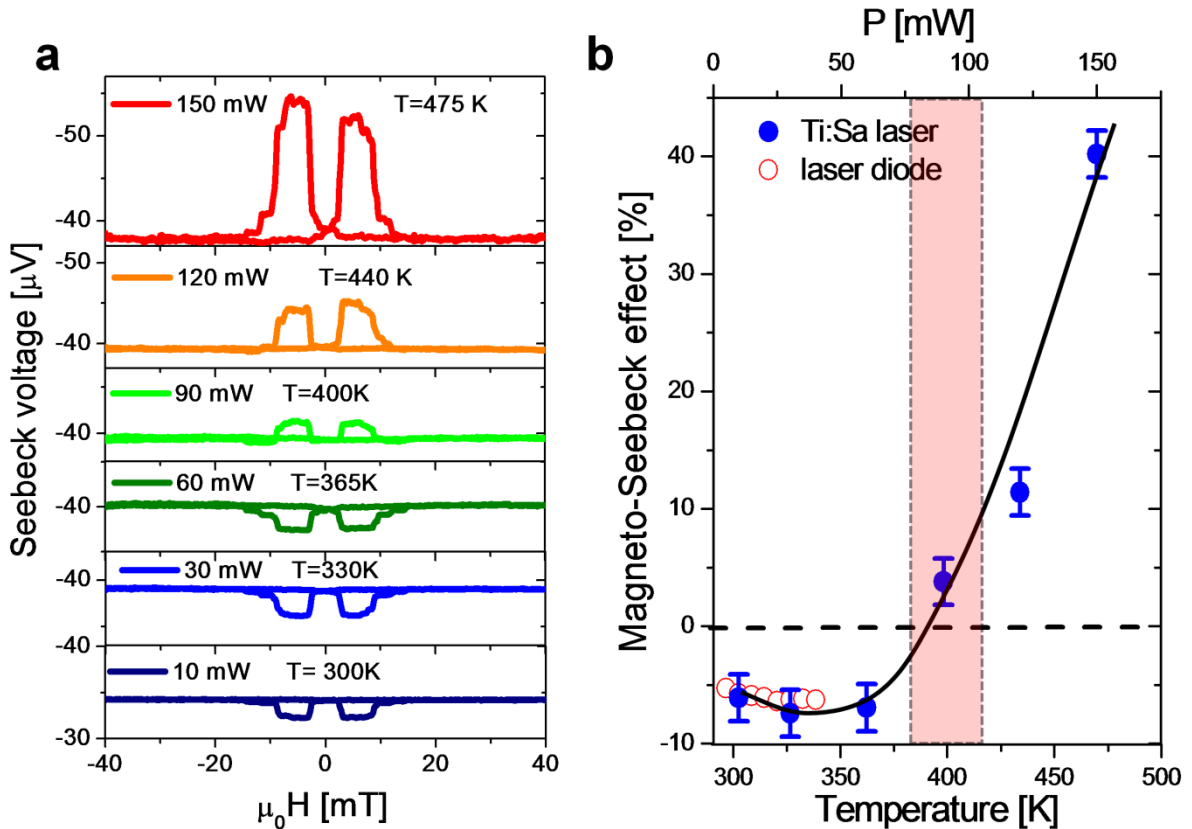 a
150 mW T=475 K
120 mW T=440 K
90 mW T=400K
60 mW T=365K
30 mW T=330K
10 mW T= 300K
-50
-40
-50
-40
-40
-40
-40
-40
-30
Seebeck voltage [µV]
-40 -20 0 20 40
µ₀H [mT]
b
P [mW]
0 50 100 150
Ti:Sa laser
laser diode
Magneto-Seebeck effect [%]
40
30
20
10
0
-10
300 350 400 450 500
Temperature [K]